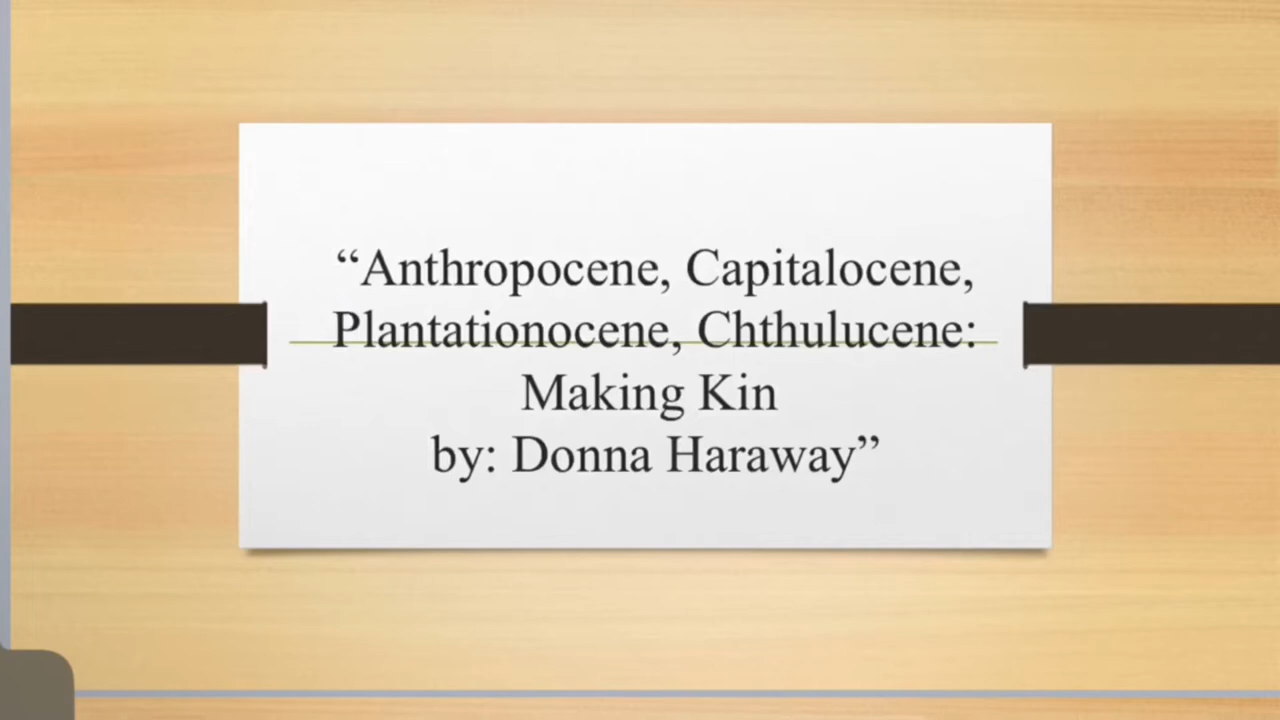 “Anthropocene, Capitalocene,
Plantationocene, Chthulucene:
Making Kin
by: Donna Haraway”